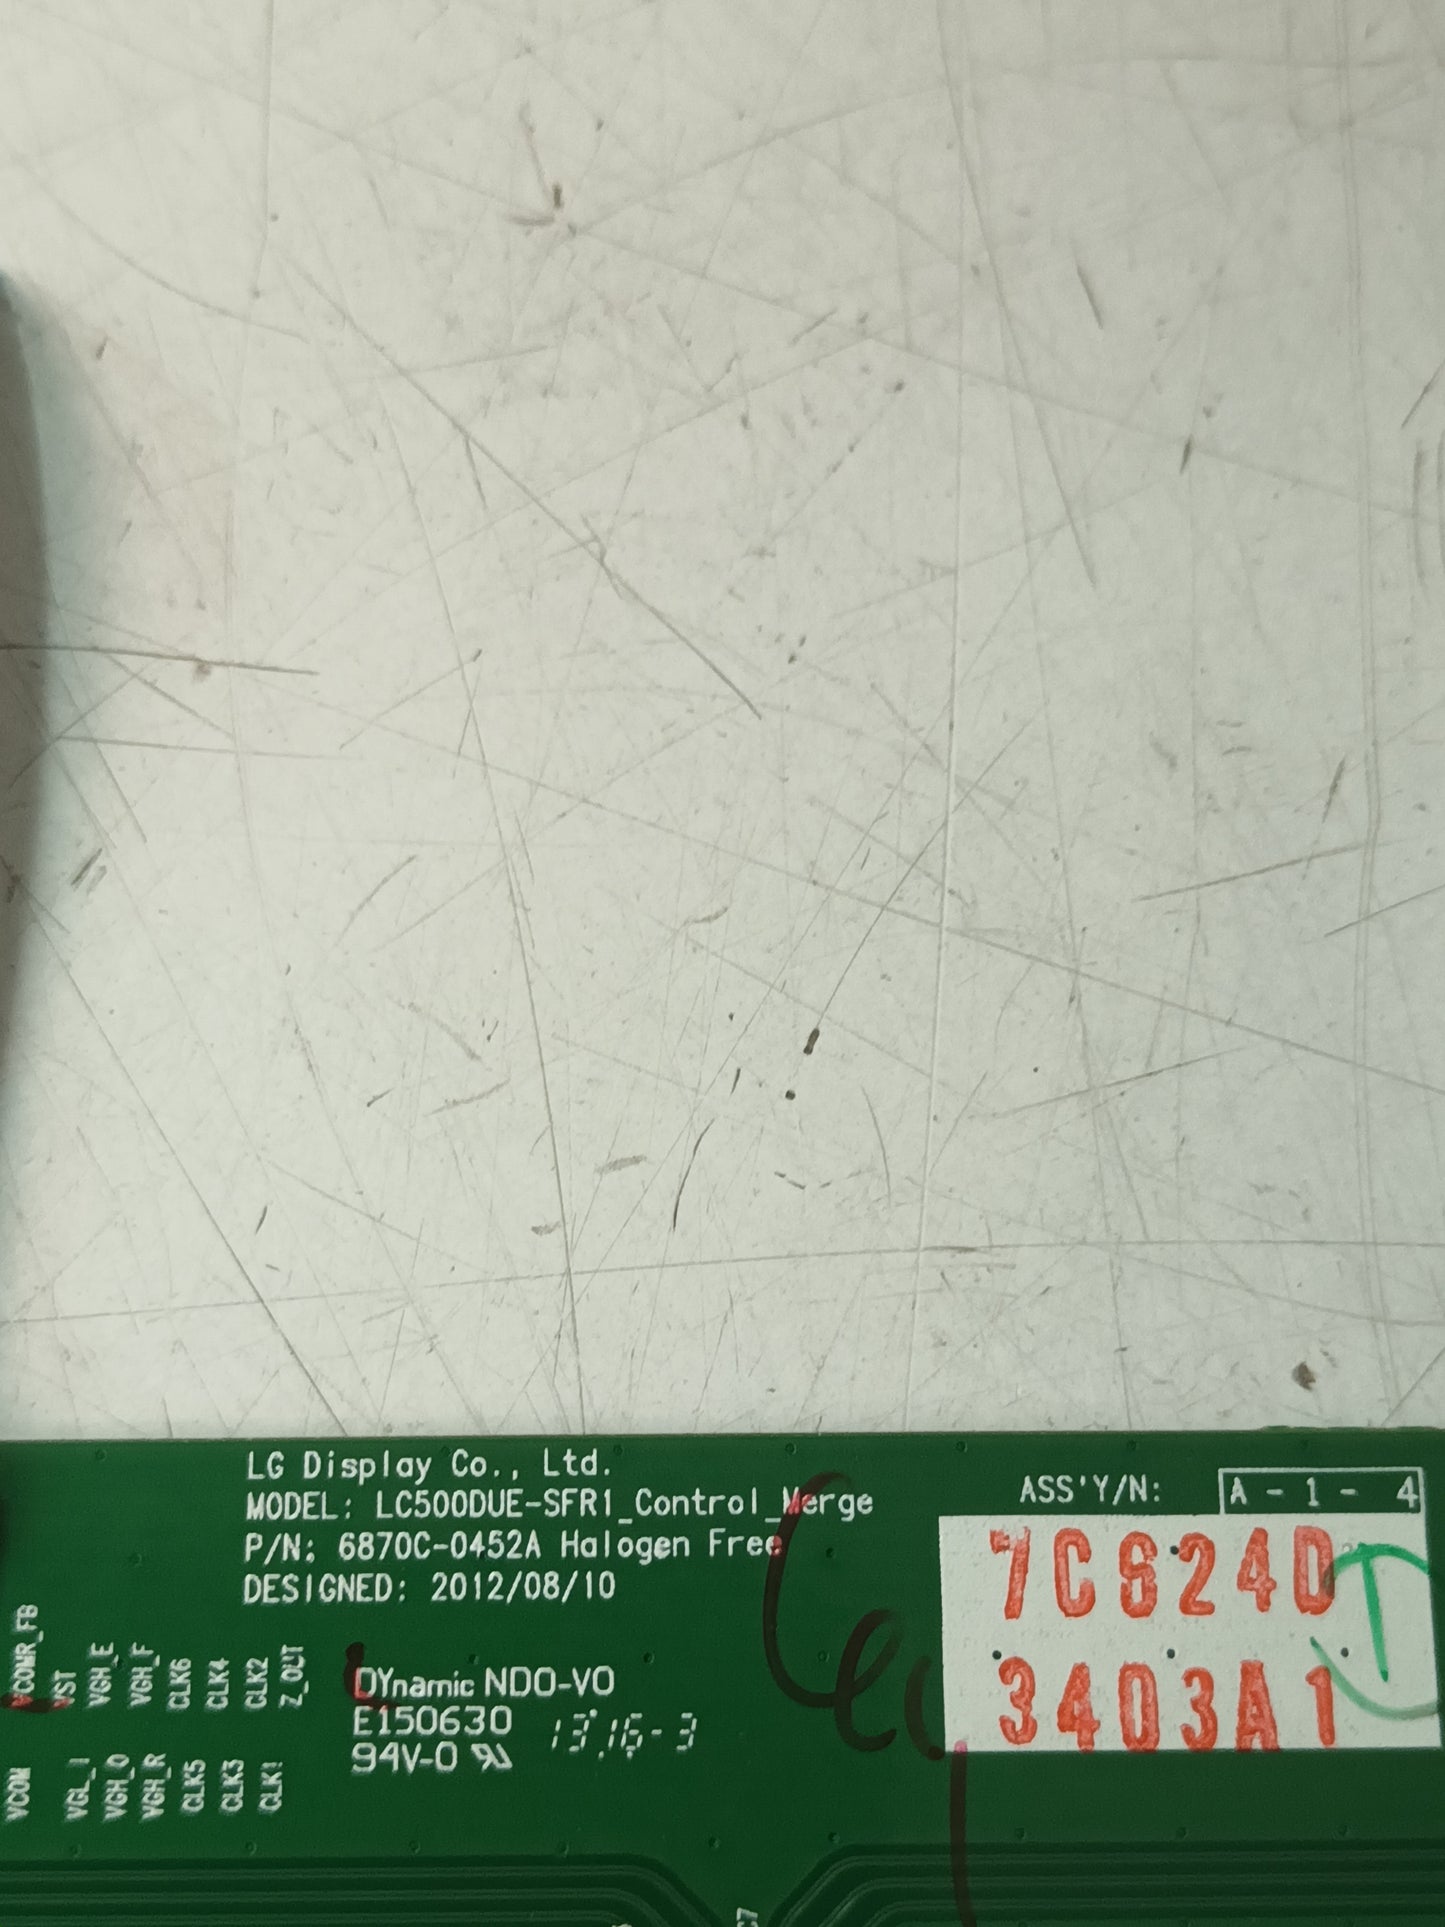 LG Display Co., Ltd.
MODEL: LC500DUE-SFR1_Control_Merge
P/N: 6870C-0452A Halogen Free
DESIGNED: 2012/08/10
ASS'Y/N: A - 1 - 4
7C624D
3403A1
VCOMR_FB
VST
VGH_E
VGH_F
CLK6
CLK4
CLK2
Z_OUT
VCOM
VGL_I
VGH_O
VGH_R
CLK5
CLK3
CLK1
DYnamic NDO-VO
E150630 13.16-3
94V-0
C7